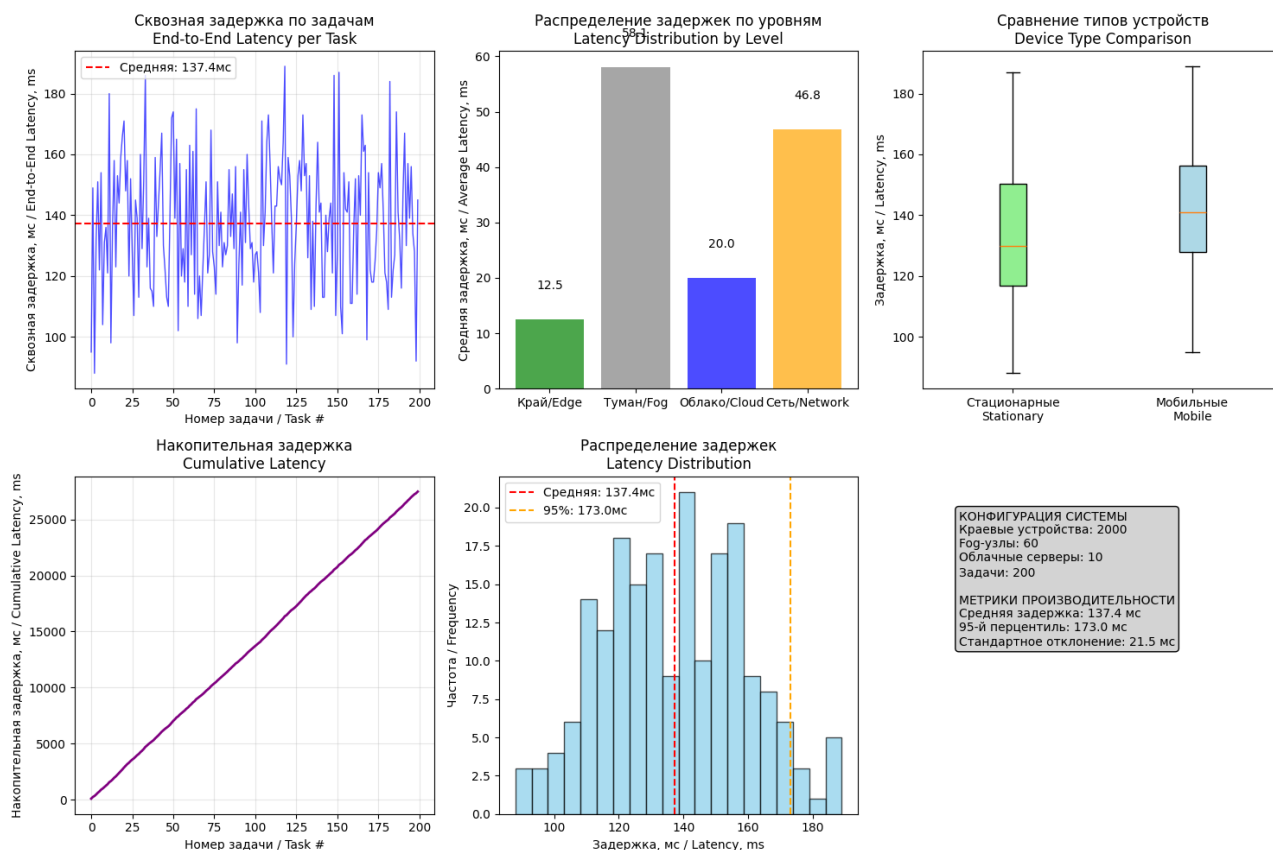 Сквозная задержка по задачам
End-to-End Latency per Task
Сквозная задержка, мс / End-to-End Latency, ms
180
160
140
120
100
Средняя: 137.4мс
0
25
50
75
100
125
150
175
200
Номер задачи / Task #
Распределение задержек по уровням
Latency Distribution by Level
Средняя задержка, мс / Average Latency, ms
60
50
40
30
20
10
0
12.5
58.1
20.0
46.8
Край/Edge
Туман/Fog
Облако/Cloud
Сеть/Network
Сравнение типов устройств
Device Type Comparison
Задержка, мс / Latency, ms
180
160
140
120
100
Стационарные
Stationary
Мобильные
Mobile
Накопительная задержка
Cumulative Latency
Накопительная задержка, мс / Cumulative Latency, ms
25000
20000
15000
10000
5000
0
0
25
50
75
100
125
150
175
200
Номер задачи / Task #
Распределение задержек
Latency Distribution
Частота / Frequency
20.0
17.5
15.0
12.5
10.0
7.5
5.0
2.5
0.0
Средняя: 137.4мс
95%: 173.0мс
100
120
140
160
180
Задержка, мс / Latency, ms
КОНФИГУРАЦИЯ СИСТЕМЫ
Краевые устройства: 2000
Fog-узлы: 60
Облачные серверы: 10
Задачи: 200
МЕТРИКИ ПРОИЗВОДИТЕЛЬНОСТИ
Средняя задержка: 137.4 мс
95-й перцентиль: 173.0 мс
Стандартное отклонение: 21.5 мс